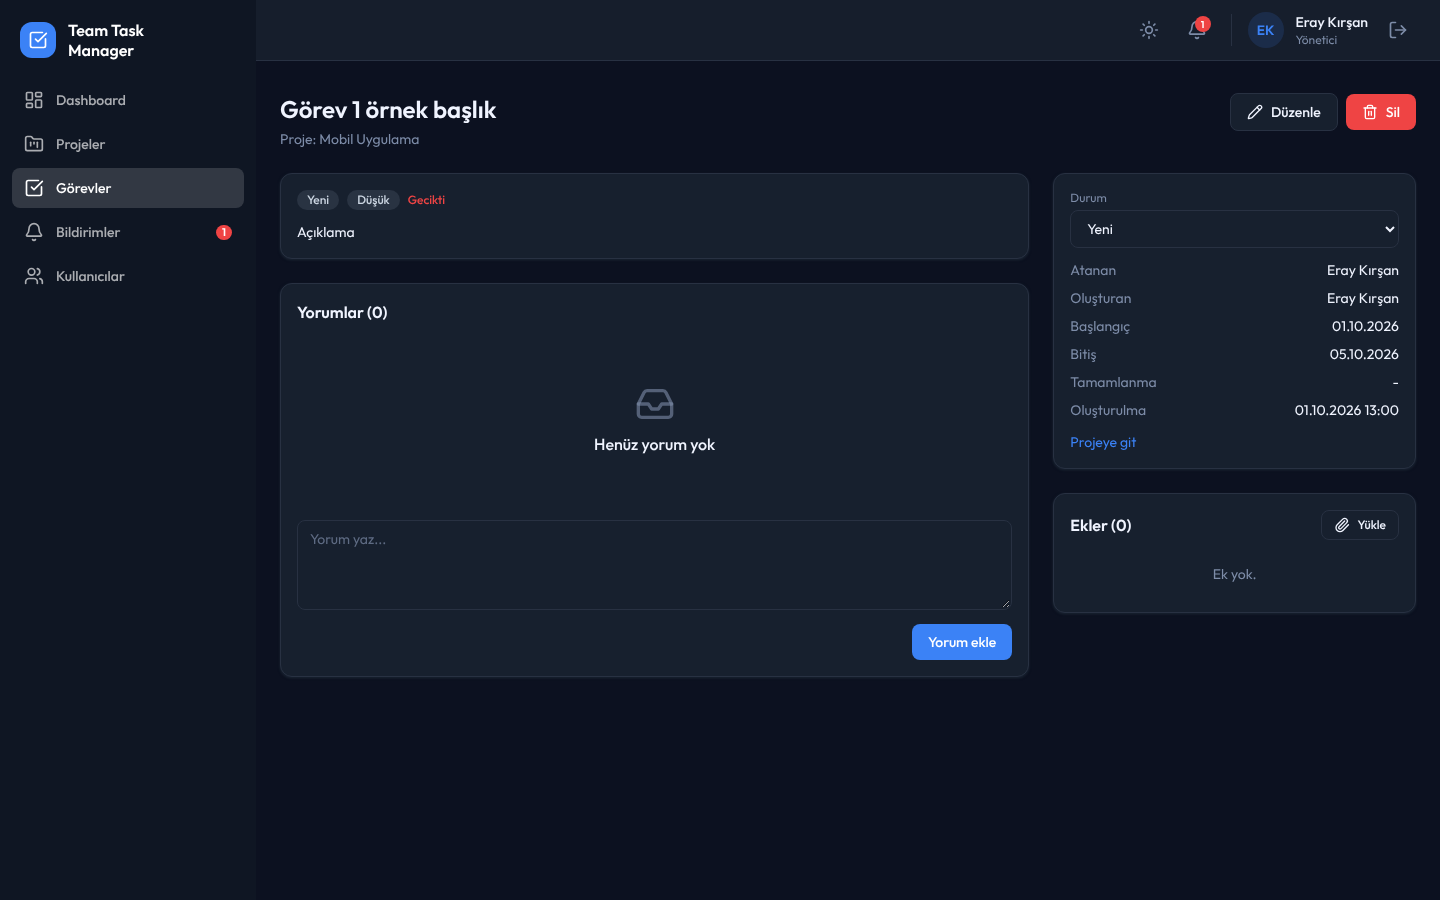 Team Task
Manager
Dashboard
Projeler
Görevler
Bildirimler 1
Kullanıcılar
1
EK
Eray Kırşan
Yönetici
Görev 1 örnek başlık
Proje: Mobil Uygulama
Düzenle
Sil
Yeni Düşük Gecikti
Açıklama
Yorumlar (0)
Henüz yorum yok
Yorum yaz...
Yorum ekle
Durum
Yeni
Atanan Eray Kırşan
Oluşturan Eray Kırşan
Başlangıç 01.10.2026
Bitiş 05.10.2026
Tamamlanma -
Oluşturulma 01.10.2026 13:00
Projeye git
Ekler (0) Yükle
Ek yok.